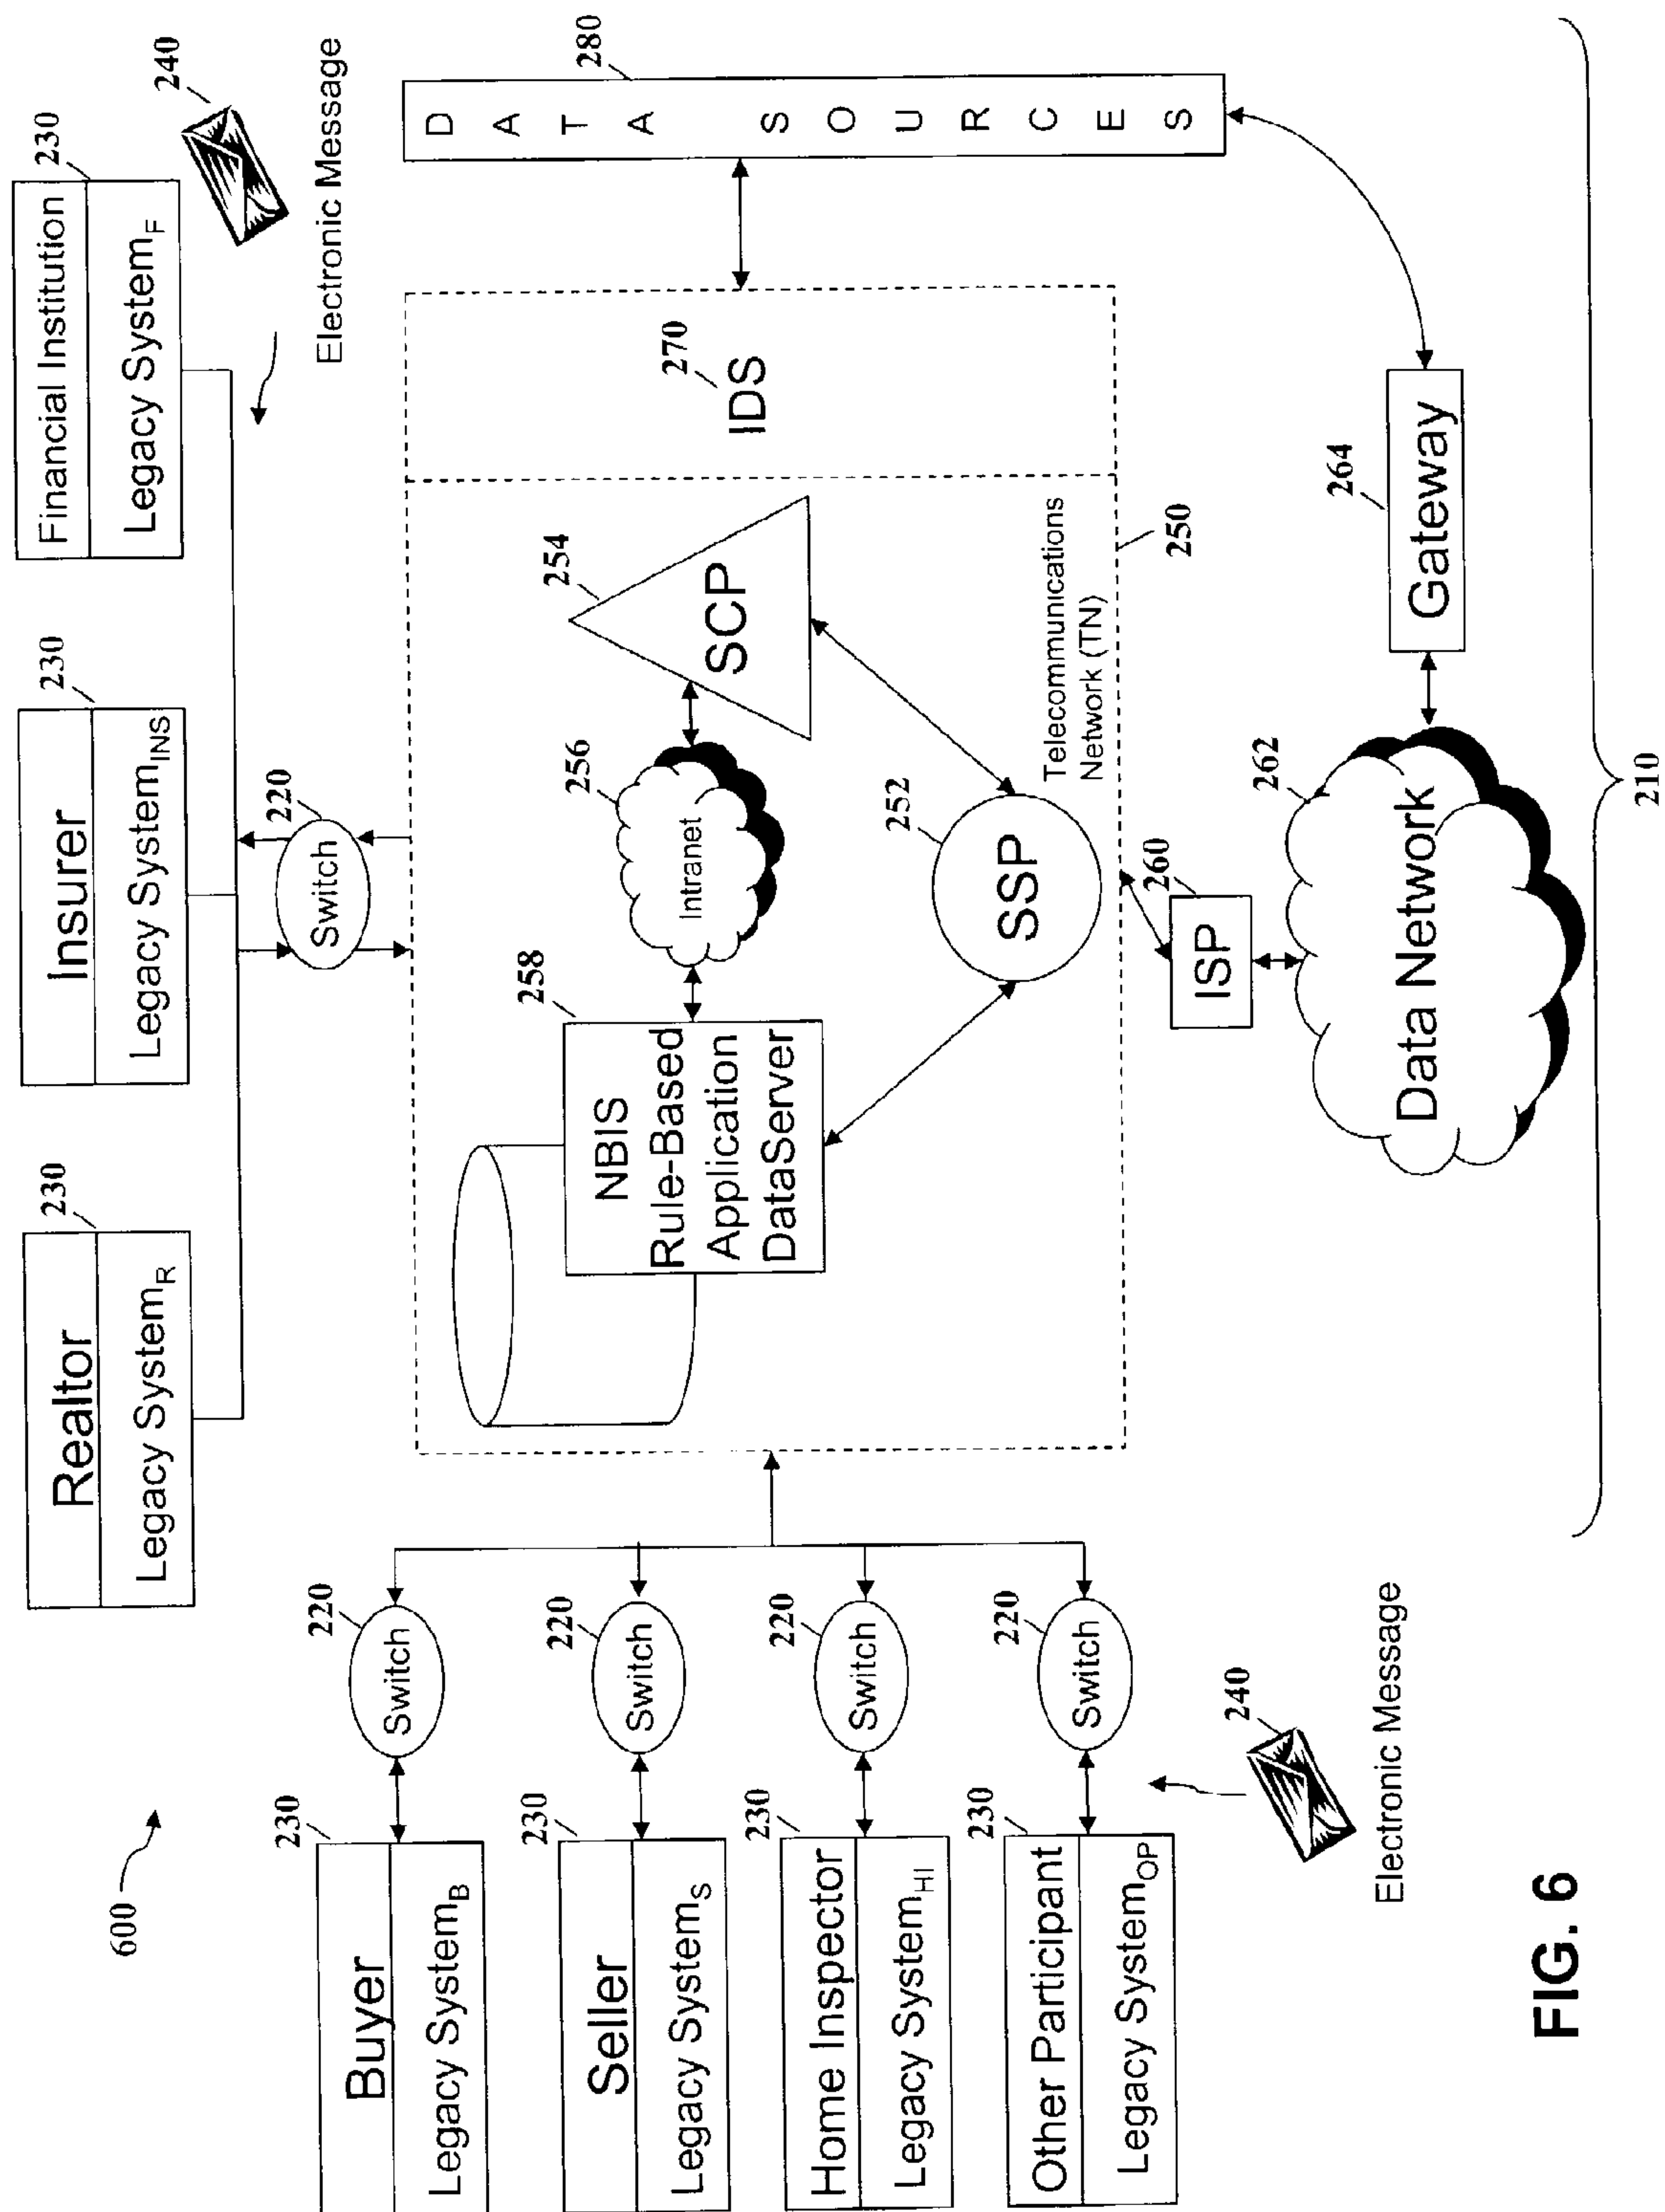 600
Realtor
Legacy SystemR
230
Insurer
Legacy SystemINS
230
Financial Institution
Legacy SystemF
230
240
Electronic Message
Switch
220
Buyer
Legacy SystemB
230
Switch
220
Seller
Legacy SystemS
230
Switch
220
Home Inspector
Legacy SystemHI
230
Switch
220
Other Participant
Legacy SystemOP
230
Switch
220
240
Electronic Message
NBIS
Rule-Based
Application
DataServer
258
Intranet
256
SCP
254
SSP
252
IDS
270
Telecommunications
Network (TN)
250
DATA SOURCES
280
ISP
260
Data Network
262
Gateway
264
210
FIG. 6